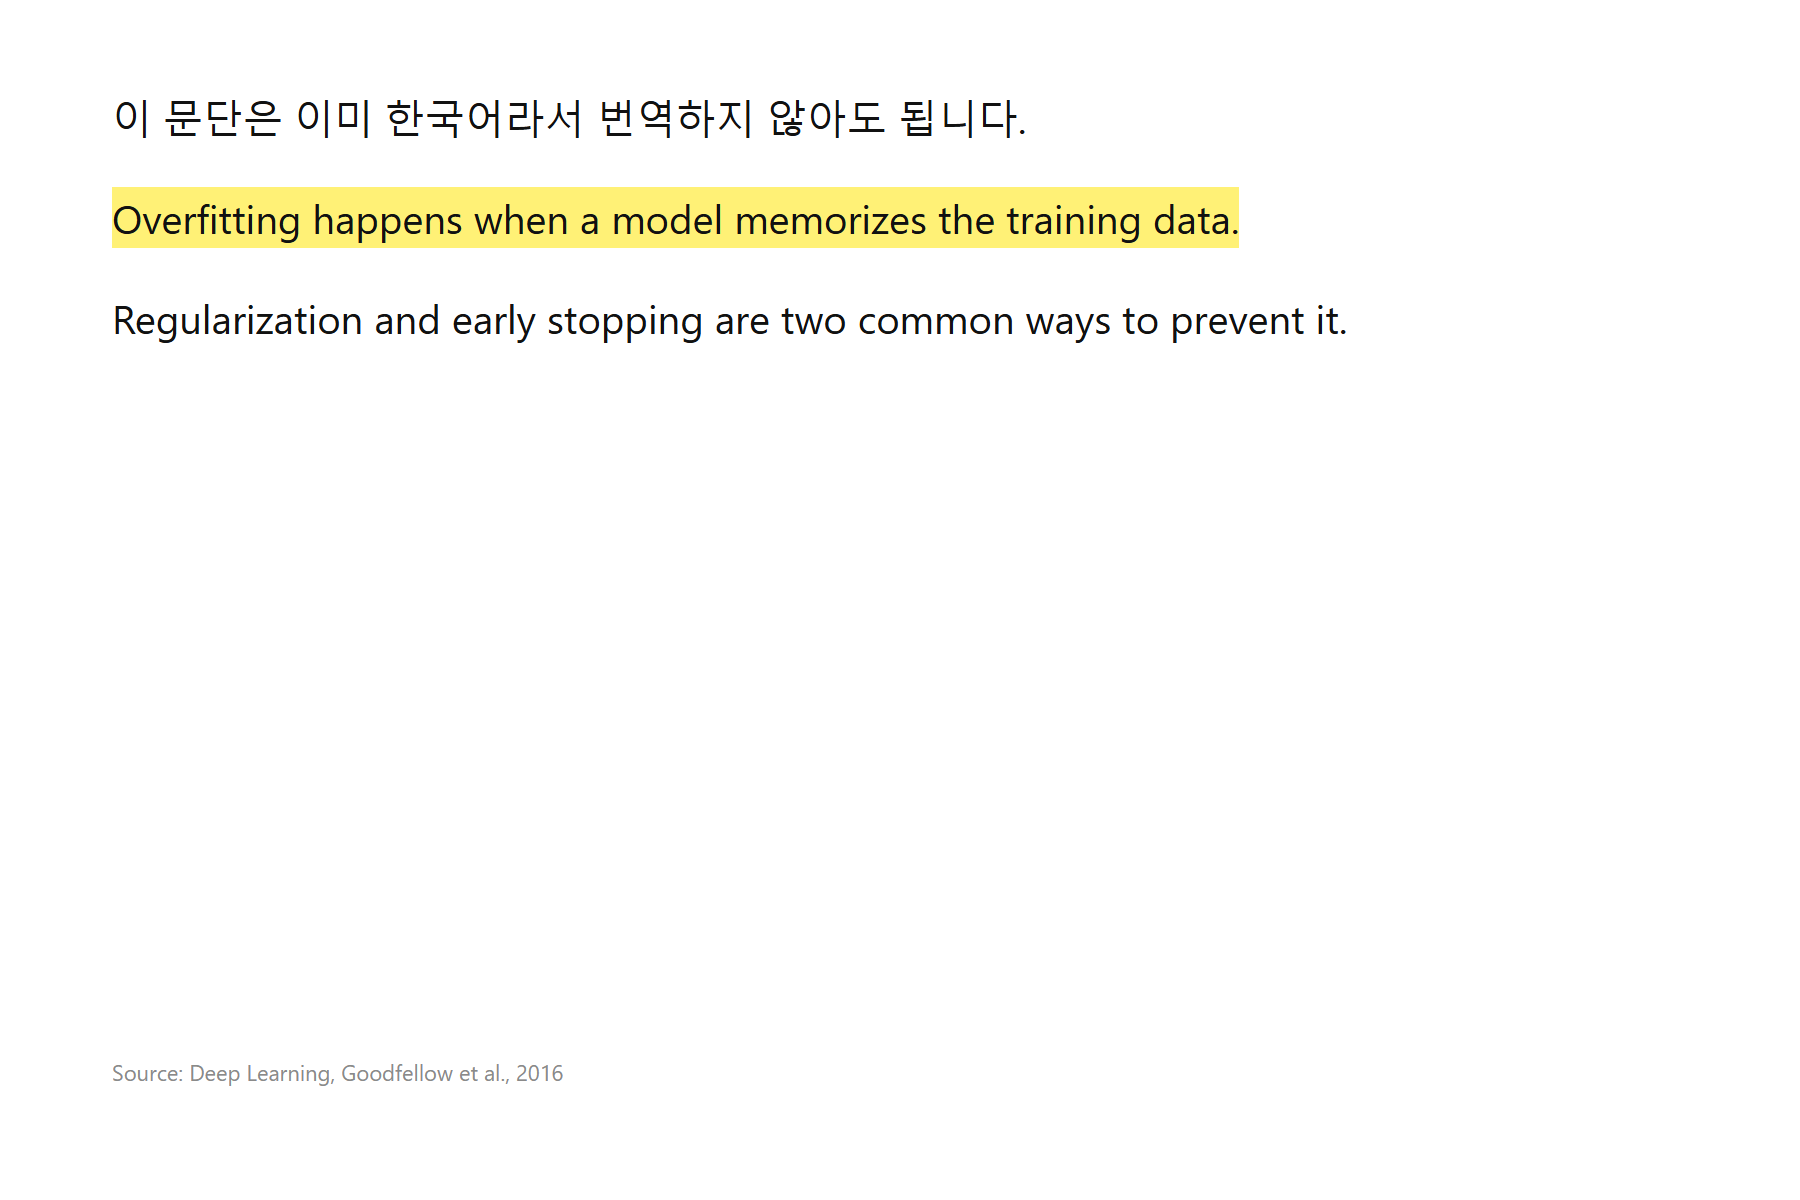 이 문단은 이미 한국어라서 번역하지 않아도 됩니다.
Overfitting happens when a model memorizes the training data.
Regularization and early stopping are two common ways to prevent it.
Source: Deep Learning, Goodfellow et al., 2016